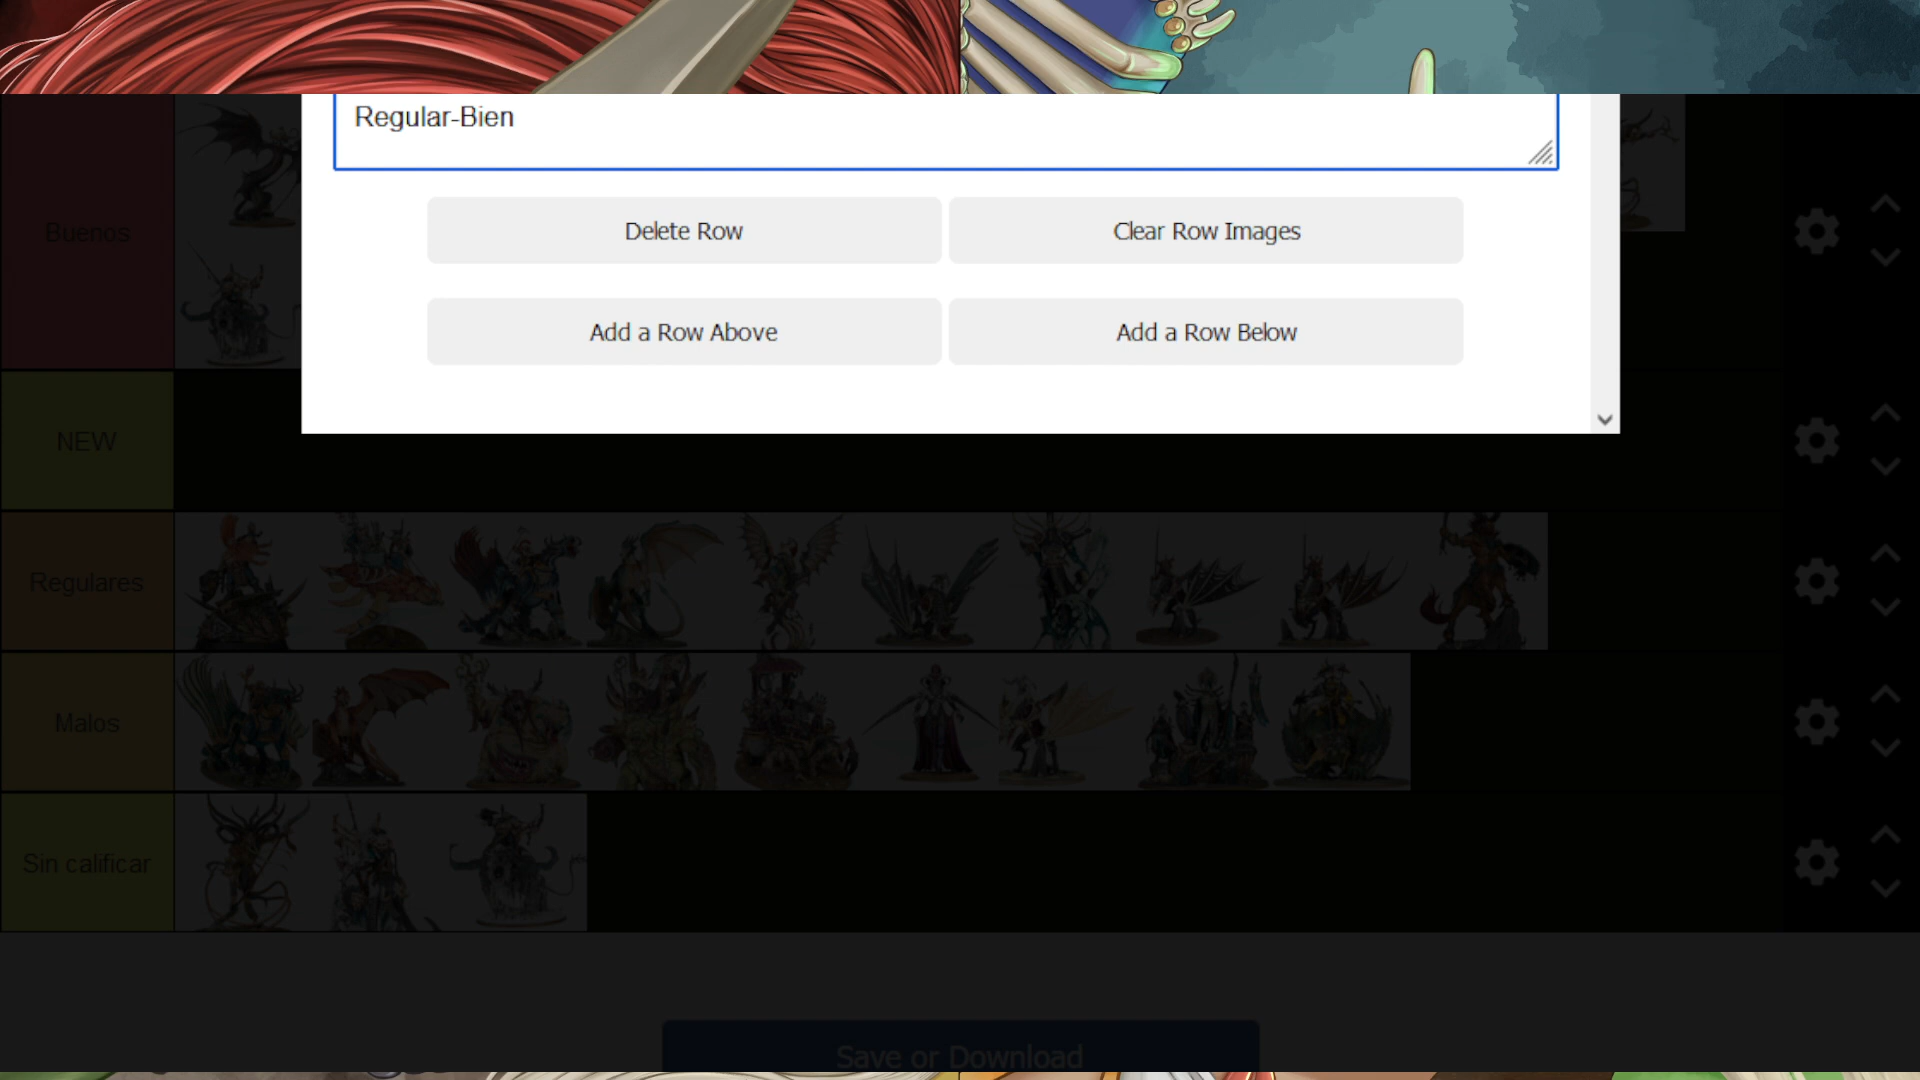 Regular-Bien
Delete Row
Clear Row Images
Add a Row Above
Add a Row Below
Buenos
NEW
Regulares
Malos
Sin calificar
Save or Download